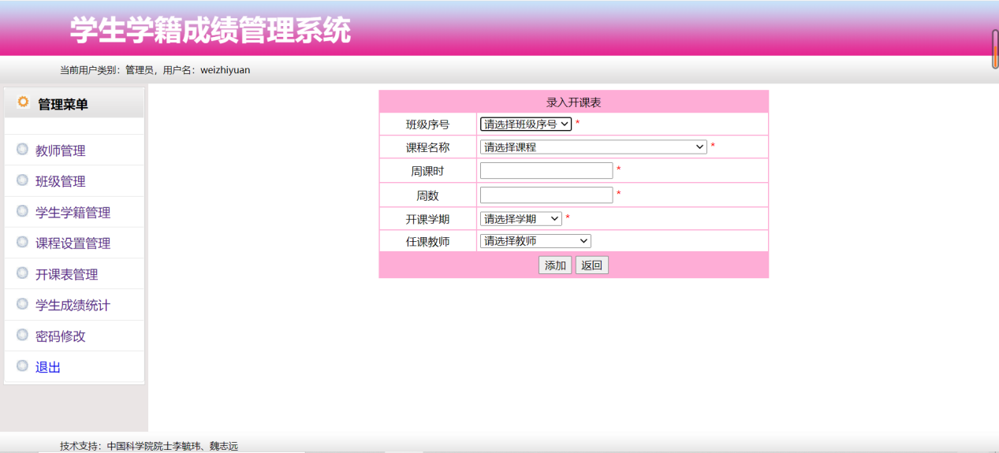 学生学籍成绩管理系统
当前用户类别：管理员，用户名：weizhiyuan
管理菜单
教师管理
班级管理
学生学籍管理
课程设置管理
开课表管理
学生成绩统计
密码修改
退出
录入开课表
班级序号 请选择班级序号 *
课程名称 请选择课程 *
周课时 *
周数 *
开课学期 请选择学期 *
任课教师 请选择教师
添加 返回
技术支持：中国科学院院士李毓玮、魏志远